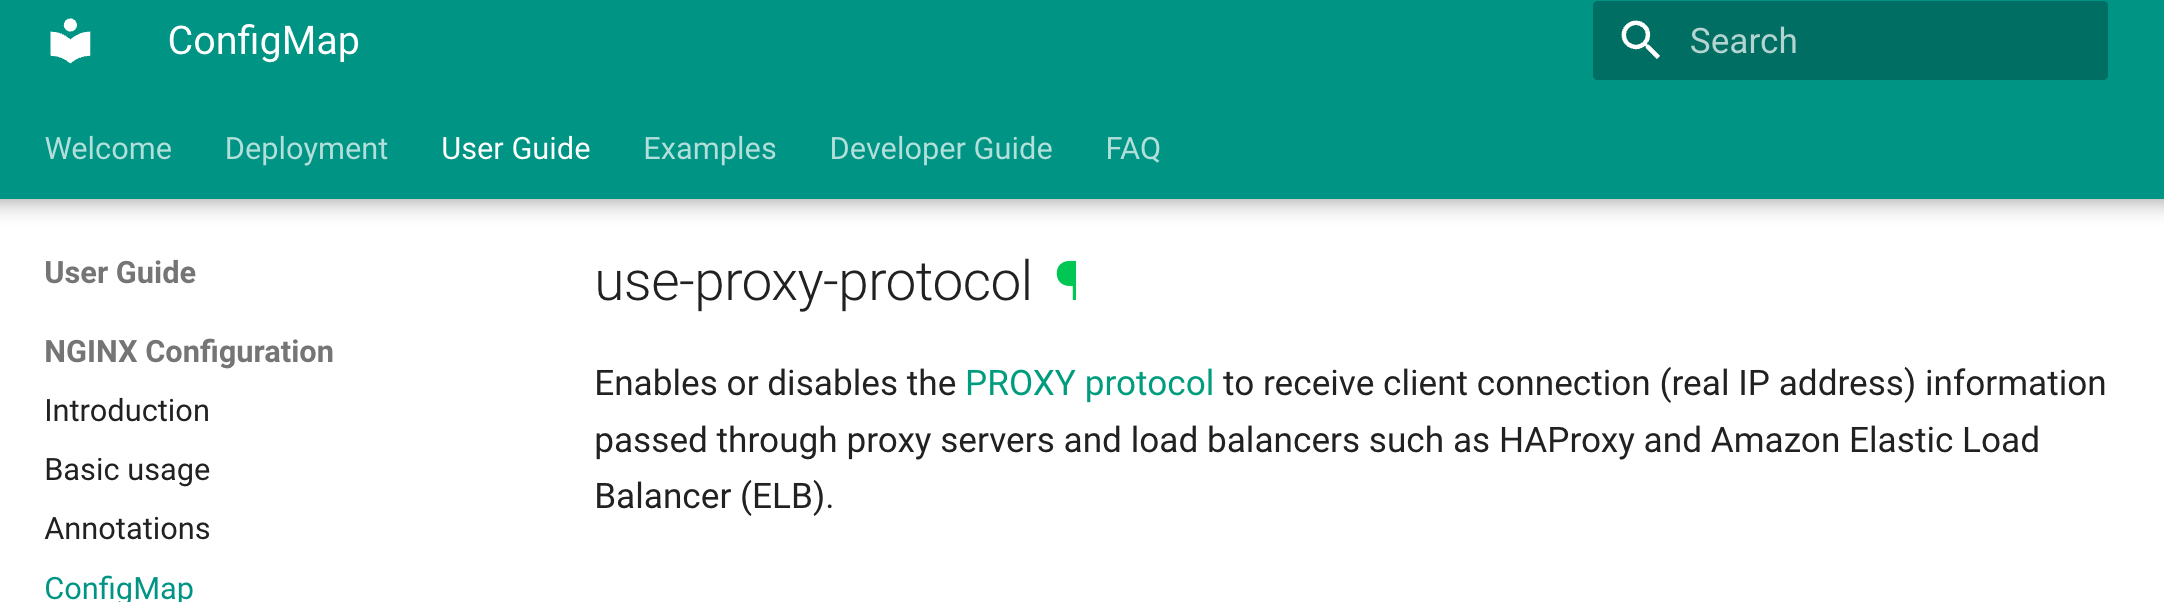 ConfigMap
Search
Welcome Deployment User Guide Examples Developer Guide FAQ
User Guide
NGINX Configuration
Introduction
Basic usage
Annotations
ConfigMap
use-proxy-protocol ¶
Enables or disables the PROXY protocol to receive client connection (real IP address) information
passed through proxy servers and load balancers such as HAProxy and Amazon Elastic Load
Balancer (ELB).